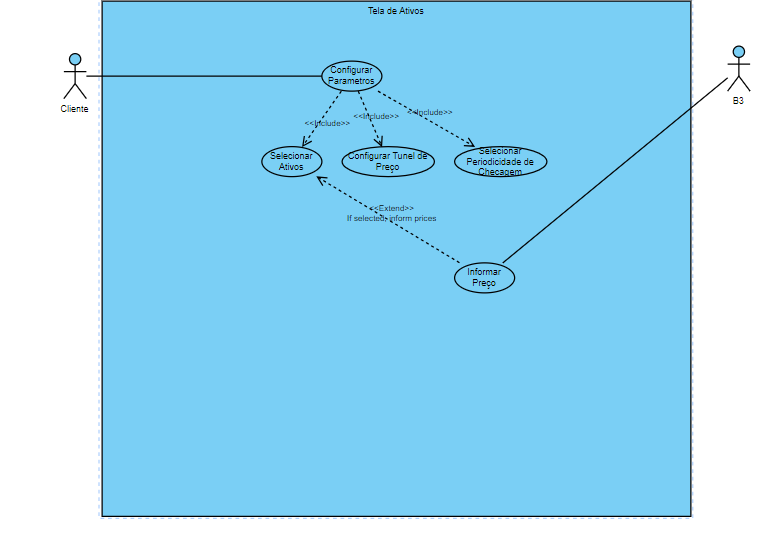 Tela de Ativos
Configurar
Parametros
Cliente
B3
<<Include>>
<<Include>>
<<Include>>
Selecionar
Ativos
Configurar Tunel de
Preço
Selecionar
Periodicidade de
Checagem
<<Extend>>
If selected, inform prices
Informar
Preço